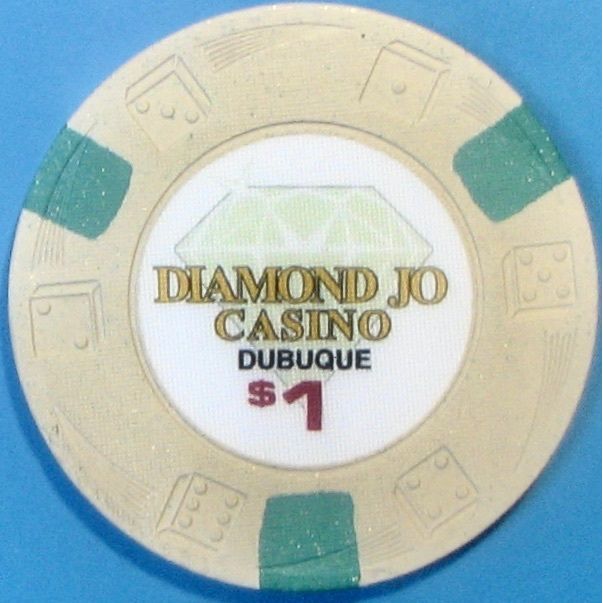 DIAMOND JO
CASINO
DUBUQUE
$1